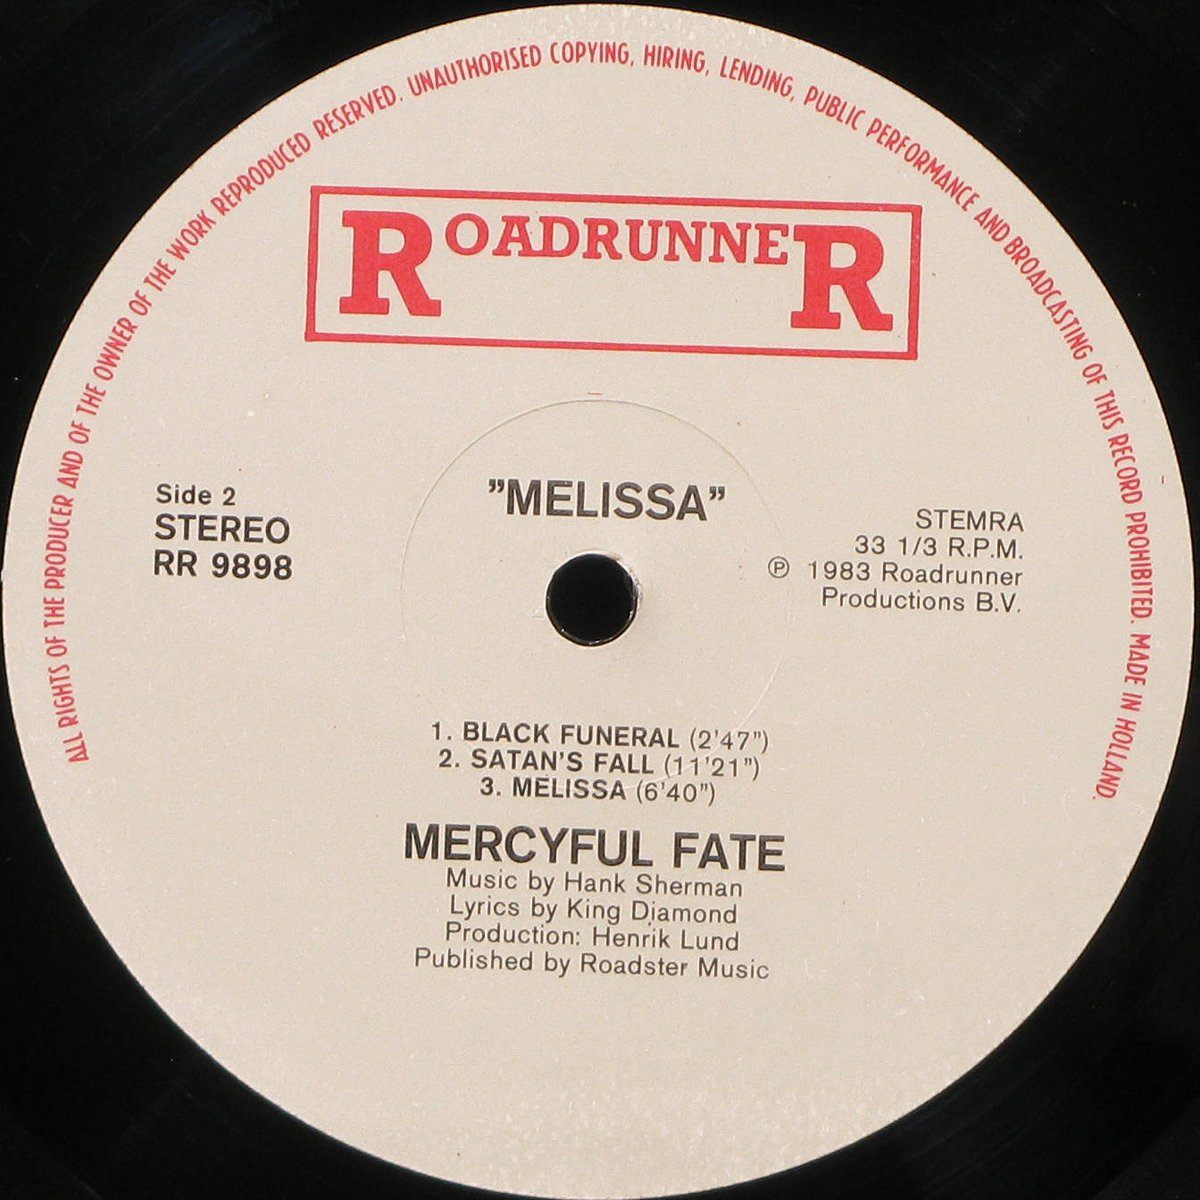 ALL RIGHTS OF THE PRODUCER AND OF THE OWNER OF THE WORK REPRODUCED RESERVED. UNAUTHORISED COPYING, HIRING, LENDING, PUBLIC PERFORMANCE AND BROADCASTING OF THIS RECORD PROHIBITED. MADE IN HOLLAND.
ROADRUNNER
Side 2
STEREO
RR 9898
"MELISSA"
STEMRA
33 1/3 R.P.M.
℗ 1983 Roadrunner
Productions B.V.
1. BLACK FUNERAL (2'47")
2. SATAN'S FALL (11'21")
3. MELISSA (6'40")
MERCYFUL FATE
Music by Hank Sherman
Lyrics by King Diamond
Production: Henrik Lund
Published by Roadster Music